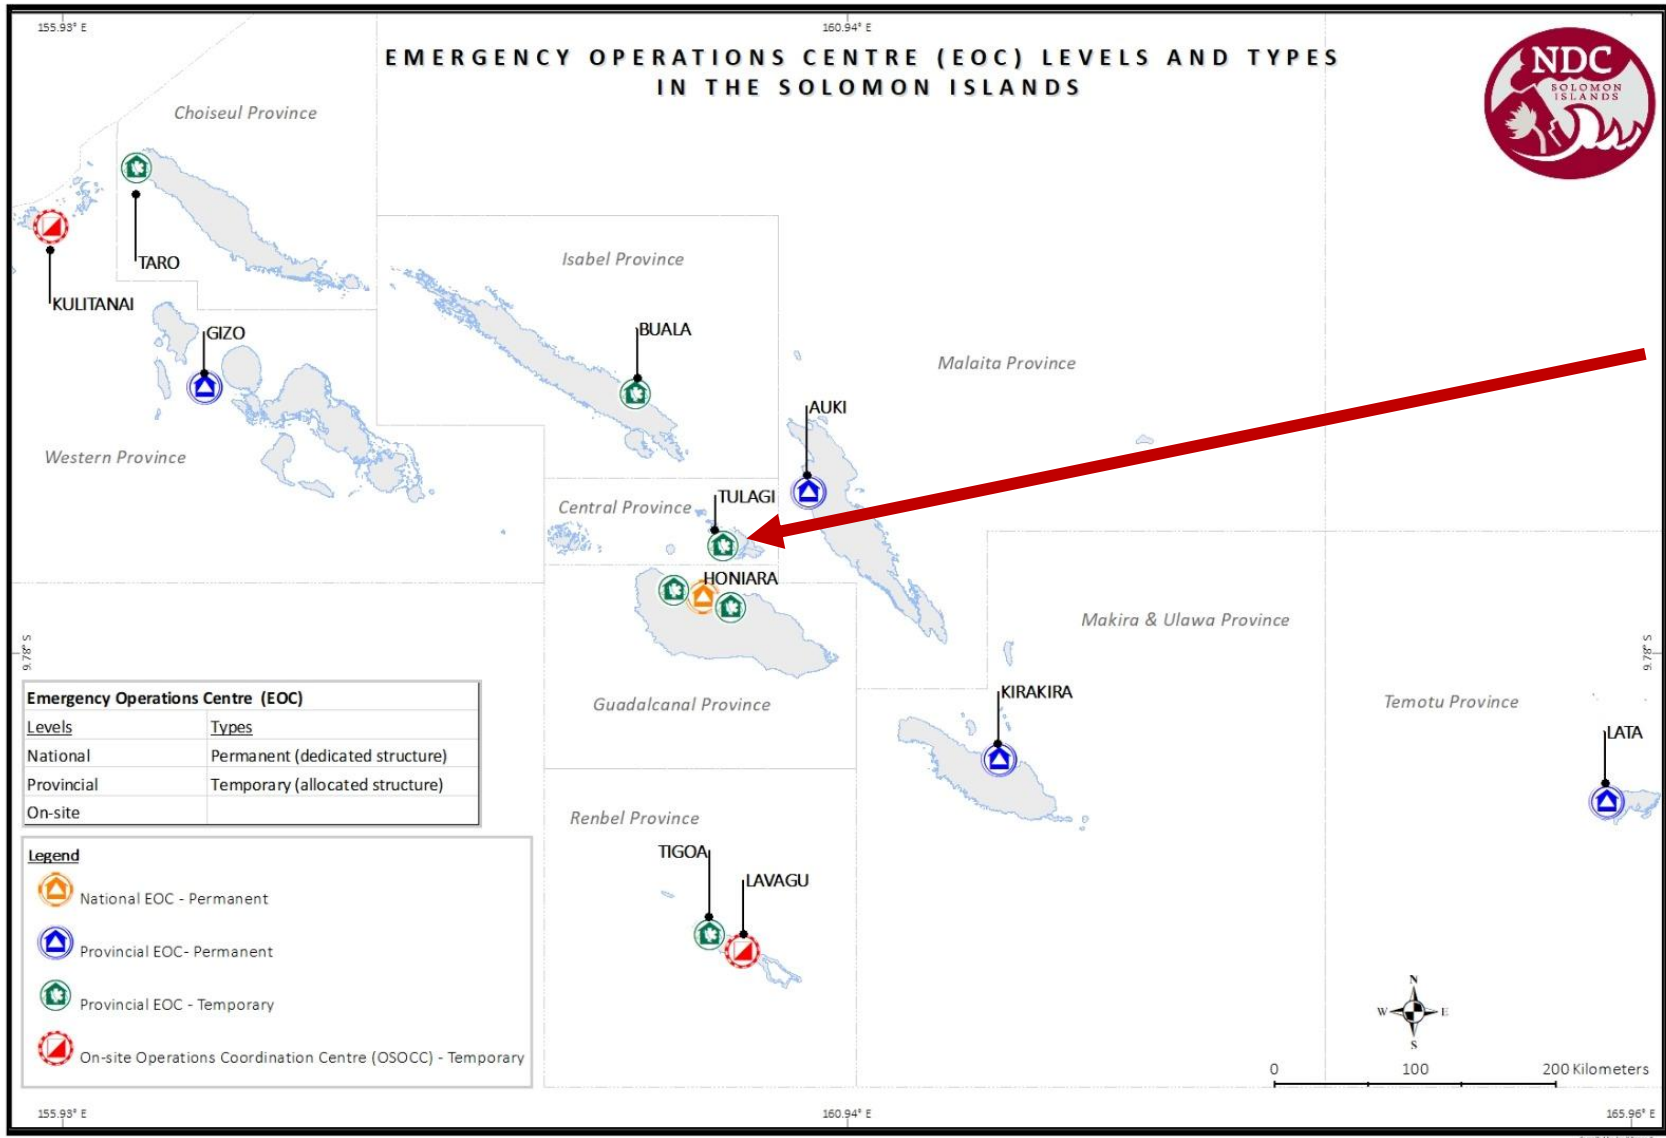 155.93° E
160.94° E
EMERGENCY OPERATIONS CENTRE (EOC) LEVELS AND TYPES
IN THE SOLOMON ISLANDS
NDC
SOLOMON
ISLANDS
Choiseul Province
TARO
KULITANAI
Isabel Province
GIZO
BUALA
Malaita Province
AUKI
Western Province
TULAGI
Central Province
HONIARA
Makira & Ulawa Province
9.78° S
9.78° S
Guadalcanal Province
KIRAKIRA
Temotu Province
LATA
Emergency Operations Centre (EOC)
Levels Types
National Permanent (dedicated structure)
Provincial Temporary (allocated structure)
On-site
Renbel Province
TIGOA
LAVAGU
Legend
National EOC - Permanent
Provincial EOC- Permanent
Provincial EOC - Temporary
On-site Operations Coordination Centre (OSOCC) - Temporary
N
W E
S
0 100 200 Kilometers
155.93° E
160.94° E
165.96° E